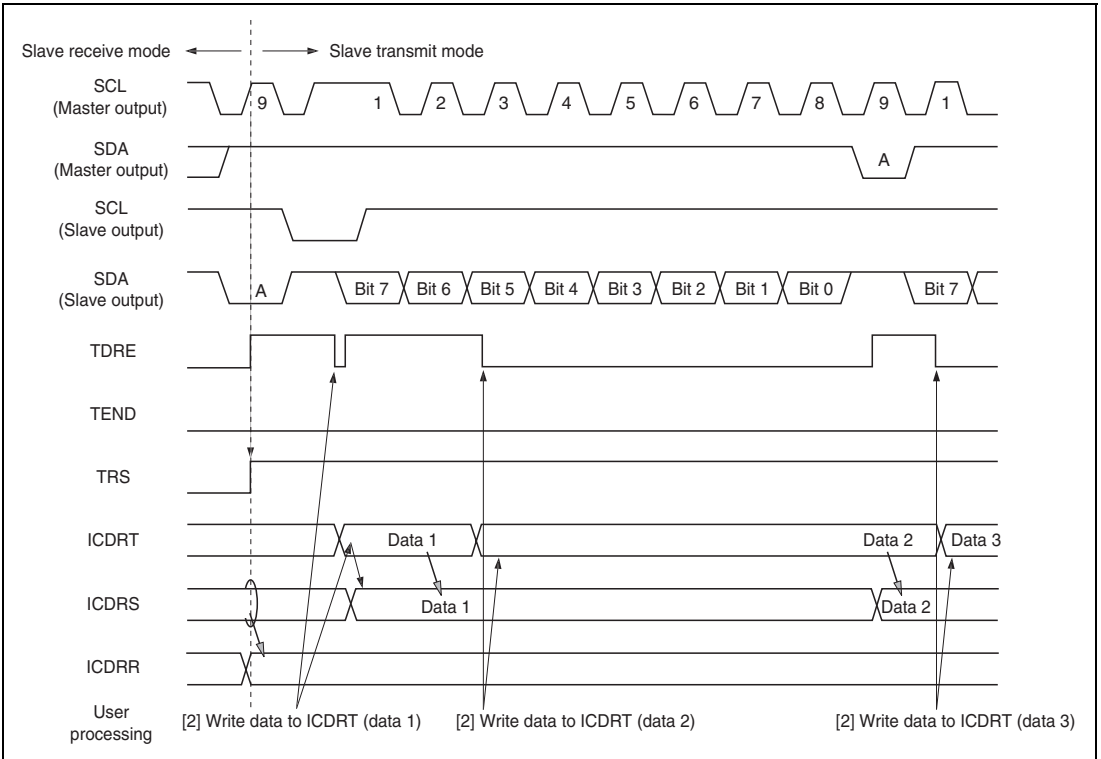 Slave receive mode Slave transmit mode
SCL
(Master output)
9 1 2 3 4 5 6 7 8 9 1
SDA
(Master output)
A
SCL
(Slave output)
SDA
(Slave output)
A Bit 7 Bit 6 Bit 5 Bit 4 Bit 3 Bit 2 Bit 1 Bit 0 Bit 7
TDRE
TEND
TRS
ICDRT
Data 1 Data 2 Data 3
ICDRS
Data 1 Data 2
ICDRR
User
processing
[2] Write data to ICDRT (data 1) [2] Write data to ICDRT (data 2) [2] Write data to ICDRT (data 3)